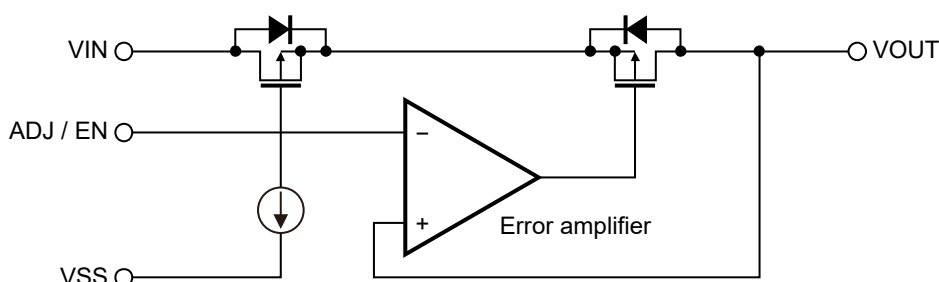 VIN
VOUT
ADJ / EN
−
+
Error amplifier
VSS